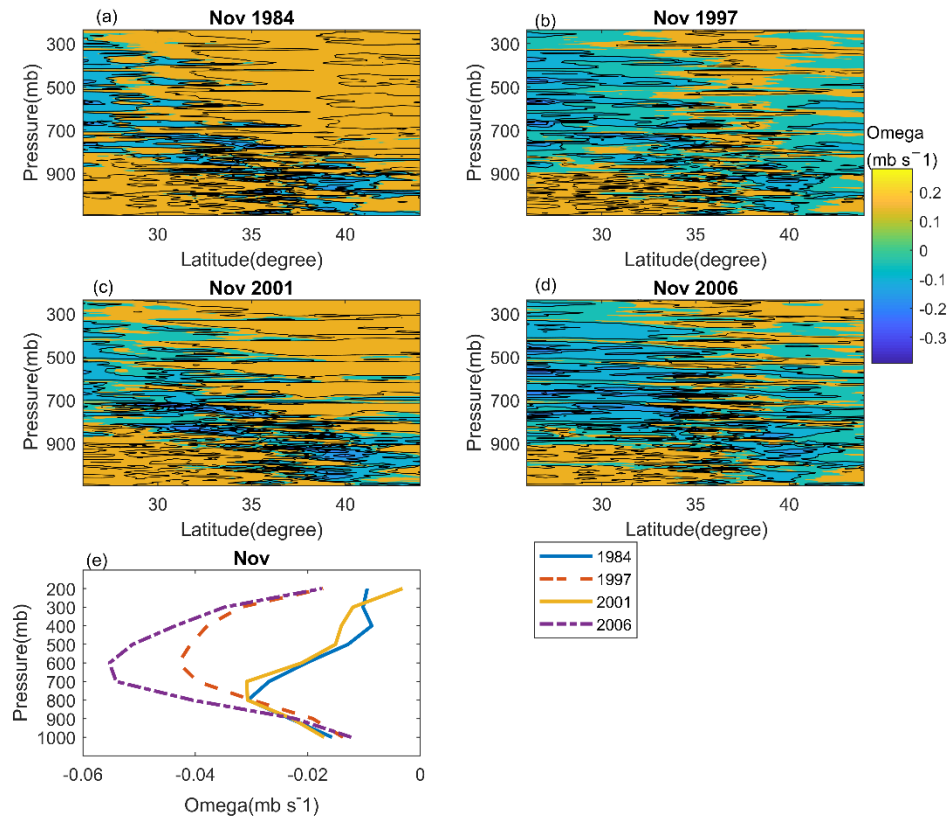 (a) Nov 1984
Pressure(mb)
300
500
700
900
30 35 40
Latitude(degree)
(b) Nov 1997
Pressure(mb)
300
500
700
900
30 35 40
Latitude(degree)
Omega
(mb s⁻¹)
0.2
0.1
0
-0.1
-0.2
-0.3
(c) Nov 2001
Pressure(mb)
300
500
700
900
30 35 40
Latitude(degree)
(d) Nov 2006
Pressure(mb)
300
500
700
900
30 35 40
Latitude(degree)
(e) Nov
Pressure(mb)
200
300
400
500
600
700
800
900
1000
-0.06 -0.04 -0.02 0
Omega(mb s⁻1)
1984
1997
2001
2006